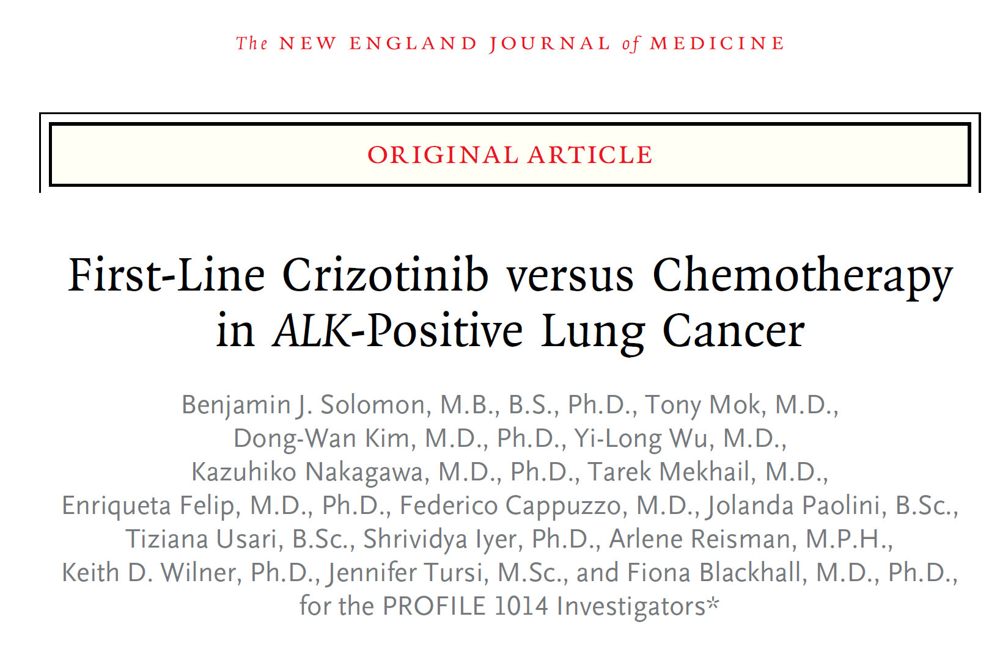 The NEW ENGLAND JOURNAL of MEDICINE
ORIGINAL ARTICLE
First-Line Crizotinib versus Chemotherapy
in ALK-Positive Lung Cancer
Benjamin J. Solomon, M.B., B.S., Ph.D., Tony Mok, M.D.,
Dong-Wan Kim, M.D., Ph.D., Yi-Long Wu, M.D.,
Kazuhiko Nakagawa, M.D., Ph.D., Tarek Mekhail, M.D.,
Enriqueta Felip, M.D., Ph.D., Federico Cappuzzo, M.D., Jolanda Paolini, B.Sc.,
Tiziana Usari, B.Sc., Shrividya Iyer, Ph.D., Arlene Reisman, M.P.H.,
Keith D. Wilner, Ph.D., Jennifer Tursi, M.Sc., and Fiona Blackhall, M.D., Ph.D.,
for the PROFILE 1014 Investigators*